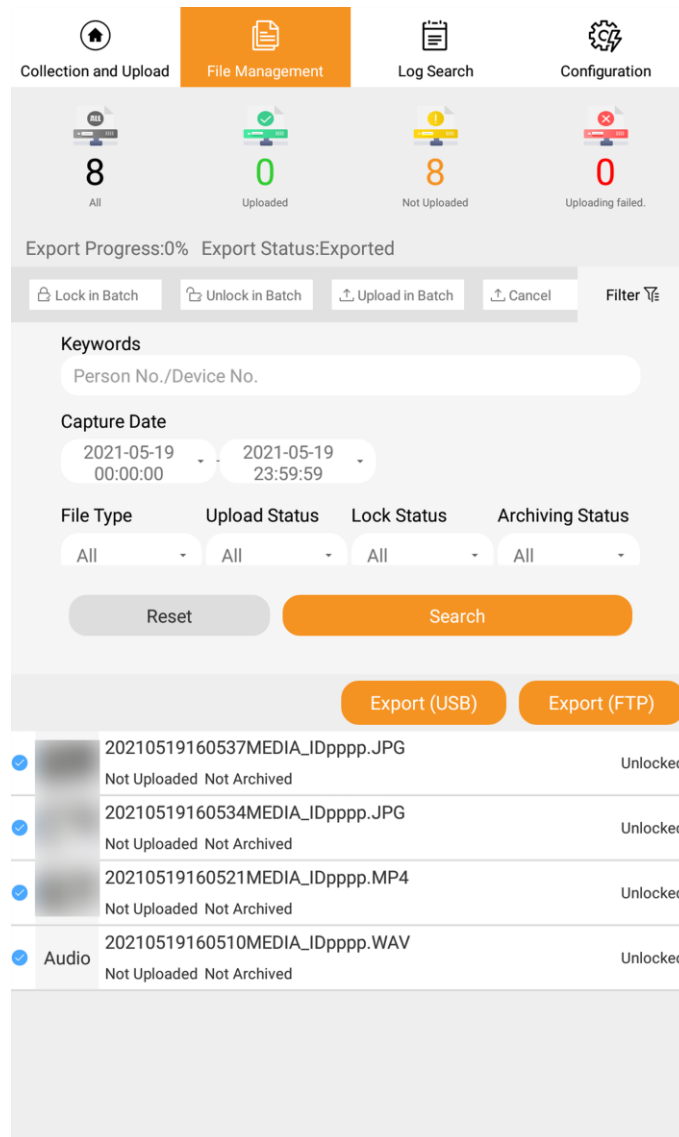 Collection and Upload
File Management
Log Search
Configuration
ALL
8
0
8
0
All
Uploaded
Not Uploaded
Uploading failed.
Export Progress:0% Export Status:Exported
Lock in Batch
Unlock in Batch
Upload in Batch
Cancel
Filter
Keywords
Person No./Device No.
Capture Date
2021-05-19
00:00:00
-
2021-05-19
23:59:59
File Type
Upload Status
Lock Status
Archiving Status
All
All
All
All
Reset
Search
Export (USB)
Export (FTP)
20210519160537MEDIA_IDpppp.JPG
Not Uploaded Not Archived
Unlocked
20210519160534MEDIA_IDpppp.JPG
Not Uploaded Not Archived
Unlocked
20210519160521MEDIA_IDpppp.MP4
Not Uploaded Not Archived
Unlocked
Audio
20210519160510MEDIA_IDpppp.WAV
Not Uploaded Not Archived
Unlocked